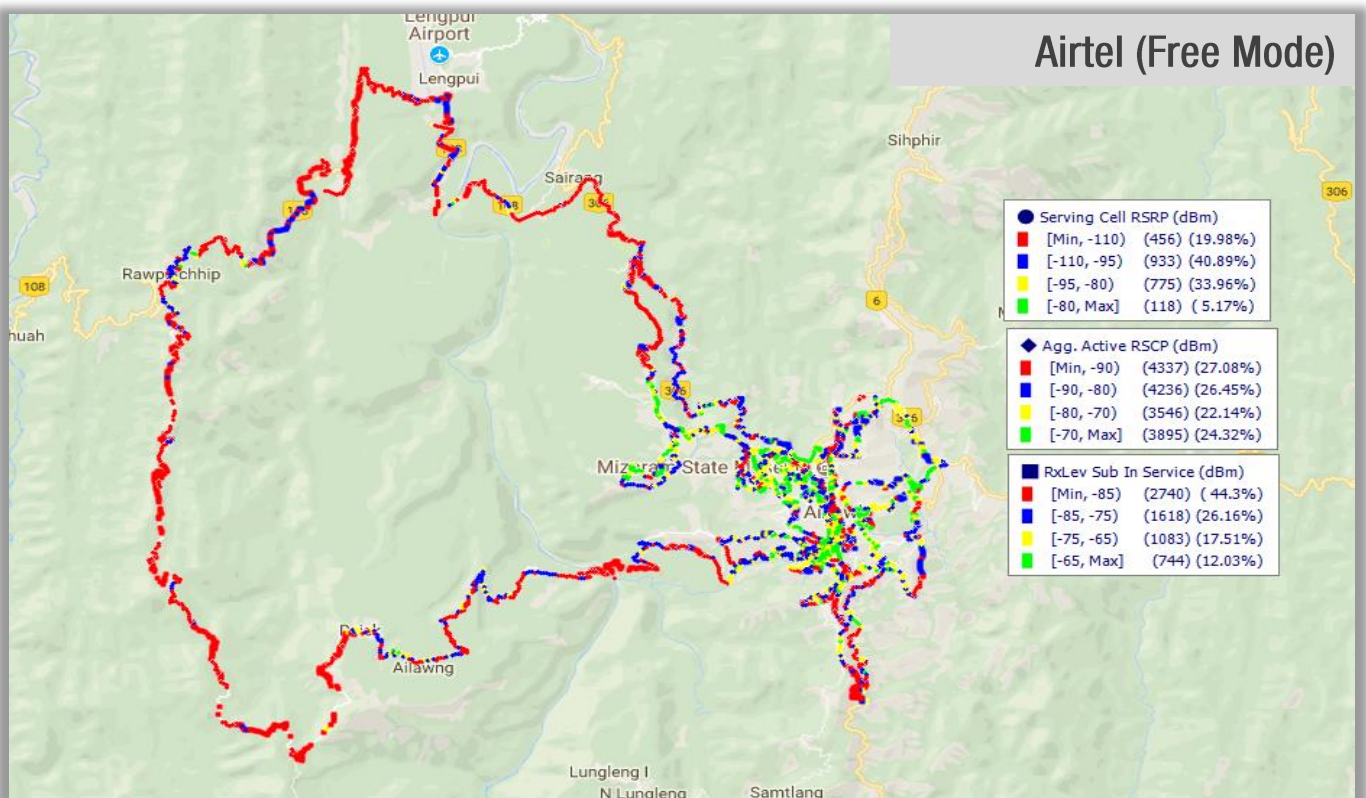 Airtel (Free Mode)
Lengpui
Airport
Lengpui
Sihphir
Sairang
306
108
306
108
6
huah
306
Serving Cell RSRP (dBm)
[Min, -110) (456) (19.98%)
[-110, -95) (933) (40.89%)
[-95, -80) (775) (33.96%)
[-80, Max] (118) ( 5.17%)
Agg. Active RSCP (dBm)
[Min, -90) (4337) (27.08%)
[-90, -80) (4236) (26.45%)
[-80, -70) (3546) (22.14%)
[-70, Max] (3895) (24.32%)
RxLev Sub In Service (dBm)
[Min, -85) (2740) ( 44.3%)
[-85, -75) (1618) (26.16%)
[-75, -65) (1083) (17.51%)
[-65, Max] (744) (12.03%)
Mizoram State
Ailawng
Lungleng I
N Lungleng
Samtlang